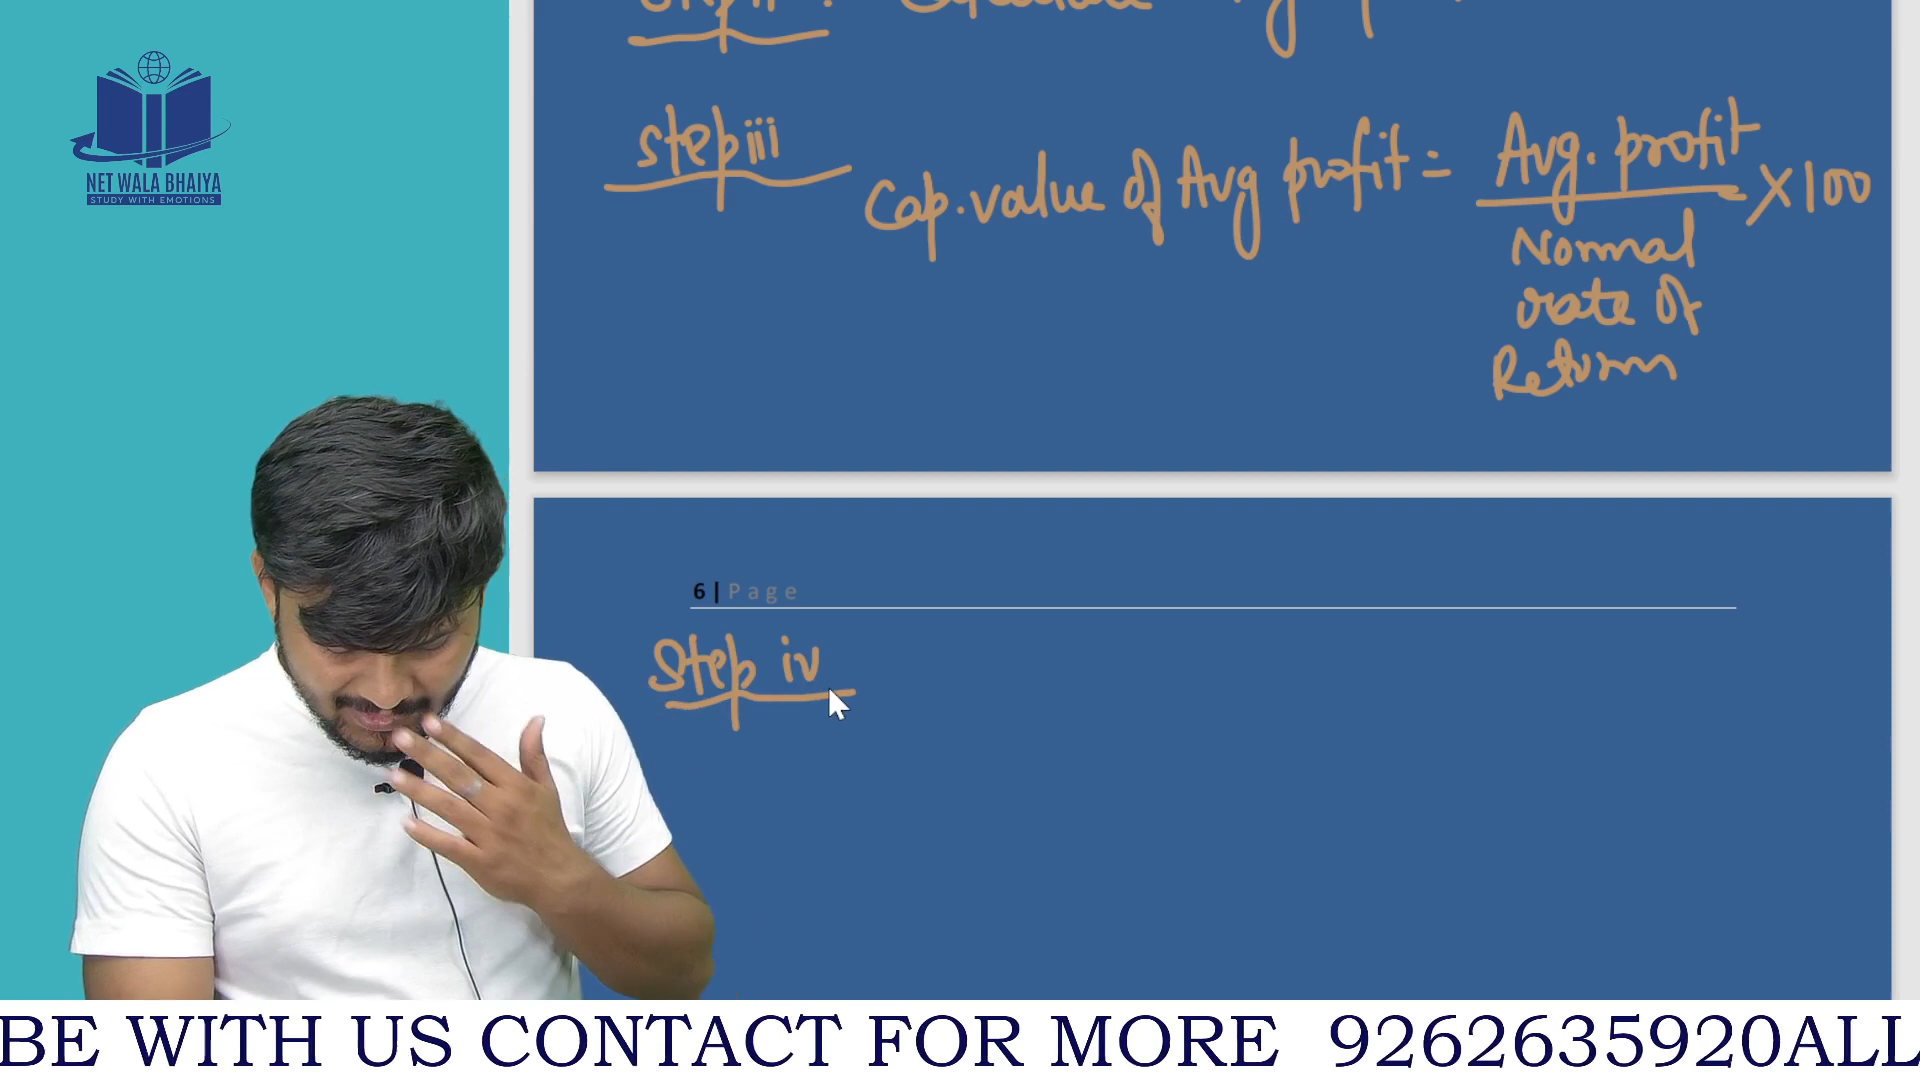 NET WALA BHAIYA
STUDY WITH EMOTIONS
step iii
Cap. value of Avg profit = Avg. profit
Normal
rate of
Return
X 100
6 | Page
Step iv
BE WITH US CONTACT FOR MORE 9262635920ALL